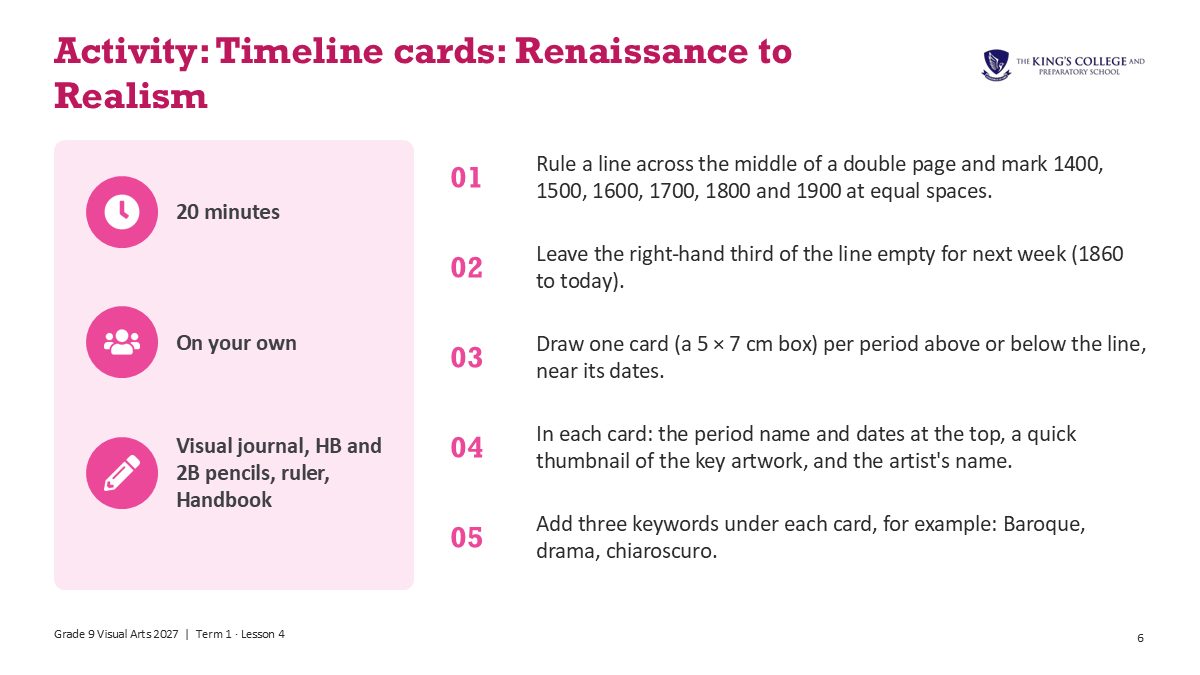 Activity: Timeline cards: Renaissance to
Realism
THE KING'S COLLEGE AND
PREPARATORY SCHOOL
20 minutes
On your own
Visual journal, HB and
2B pencils, ruler,
Handbook
01
Rule a line across the middle of a double page and mark 1400,
1500, 1600, 1700, 1800 and 1900 at equal spaces.
02
Leave the right-hand third of the line empty for next week (1860
to today).
03
Draw one card (a 5 × 7 cm box) per period above or below the line,
near its dates.
04
In each card: the period name and dates at the top, a quick
thumbnail of the key artwork, and the artist's name.
05
Add three keywords under each card, for example: Baroque,
drama, chiaroscuro.
Grade 9 Visual Arts 2027 | Term 1 · Lesson 4
6